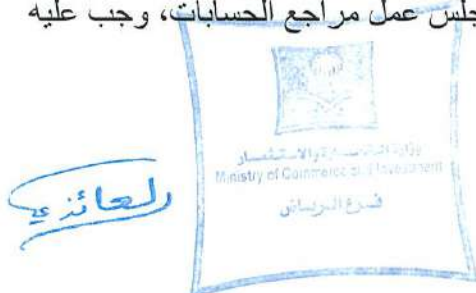 جلس عمل مراجع الحسابات، وجب عليه
وزارة التجارة والاستثمار
Ministry of Commerce and Investment
فرع الرياض
العائذي